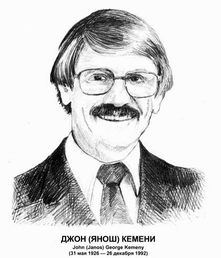 ДЖОН (ЯНОШ) КЕМЕНИ
John (Janos) George Kemeny
(31 мая 1926 — 26 декабря 1992)